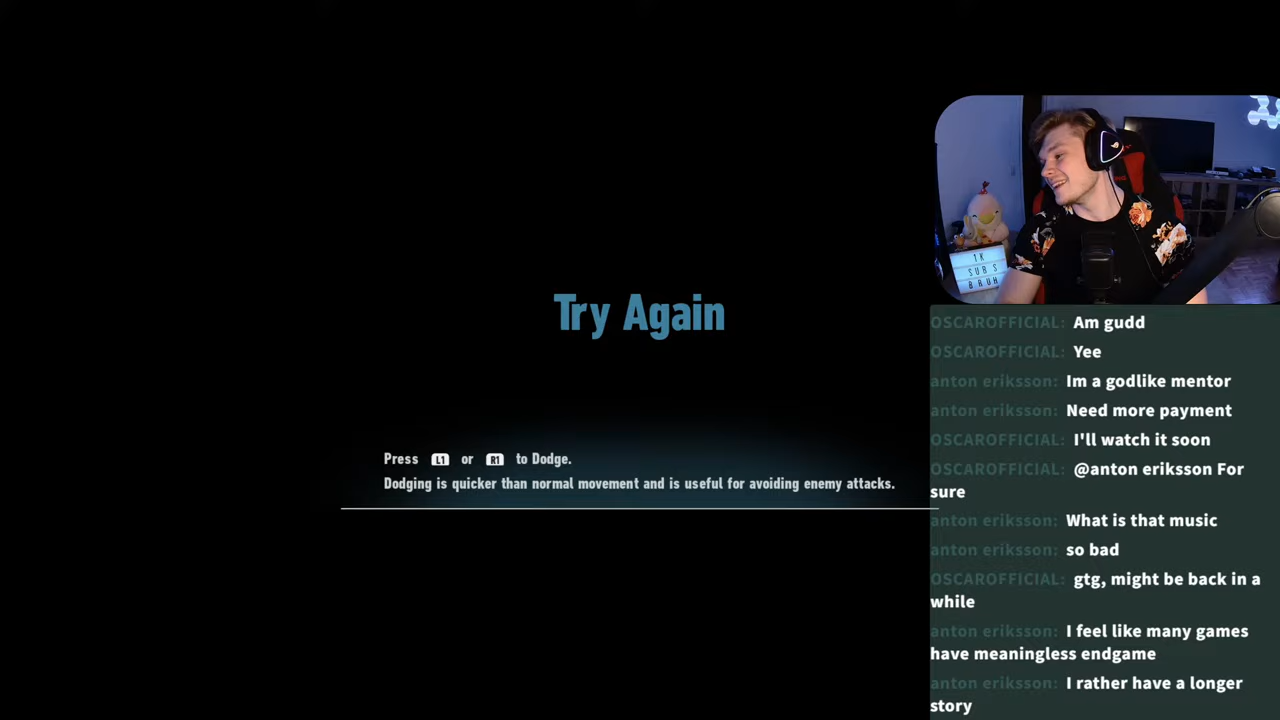 Try Again
Press L1 or R1 to Dodge.
Dodging is quicker than normal movement and is useful for avoiding enemy attacks.
1K
SUBS
BRUH
OSCAROFFICIAL: Am gudd
OSCAROFFICIAL: Yee
anton eriksson: Im a godlike mentor
anton eriksson: Need more payment
OSCAROFFICIAL: I'll watch it soon
OSCAROFFICIAL: @anton eriksson For
sure
anton eriksson: What is that music
anton eriksson: so bad
OSCAROFFICIAL: gtg, might be back in a
while
anton eriksson: I feel like many games
have meaningless endgame
anton eriksson: I rather have a longer
story